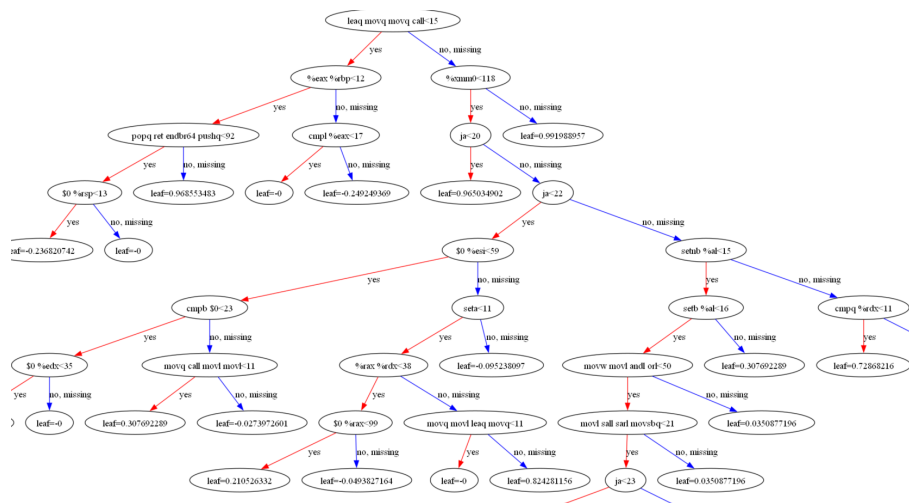 leaq movq movq call<15
yes
no, missing
%eax %rbp<12
%xmm0<118
yes
no, missing
yes
no, missing
popq ret endbr64 pushq<92
cmpl %eax<17
ja<20
leaf=0.991988957
yes
no, missing
yes
no, missing
yes
no, missing
$0 %rsp<13
leaf=0.968553483
leaf=-0
leaf=-0.249249369
leaf=0.965034902
ja<22
yes
no, missing
yes
no, missing
eaf=-0.236820742
leaf=-0
$0 %esi<59
setnb %al<15
yes
no, missing
yes
no, missing
cmpb $0<23
seta<11
setb %al<16
cmpq %rdx<11
yes
no, missing
yes
no, missing
yes
no, missing
yes
no, missing
$0 %edx<35
movq call movl movl<11
%rax %rdx<38
leaf=-0.095238097
movw movl andl orl<50
leaf=0.307692289
leaf=0.72868216
yes
no, missing
yes
no, missing
yes
no, missing
yes
no, missing
leaf=-0
leaf=0.307692289
leaf=-0.0273972601
$0 %rax<99
movq movl leaq movq<11
movl sall sarl movsbq<21
leaf=0.0350877196
yes
no, missing
yes
no, missing
yes
no, missing
leaf=0.210526332
leaf=-0.0493827164
leaf=-0
leaf=0.824281156
ja<23
leaf=0.0350877196